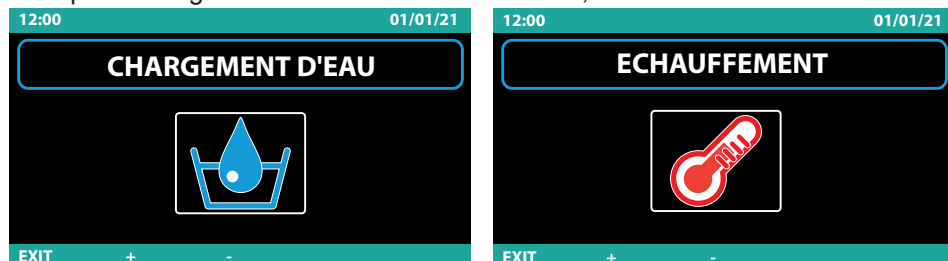 12:00 01/01/21
CHARGEMENT D'EAU
EXIT + -
12:00 01/01/21
ECHAUFFEMENT
EXIT + -